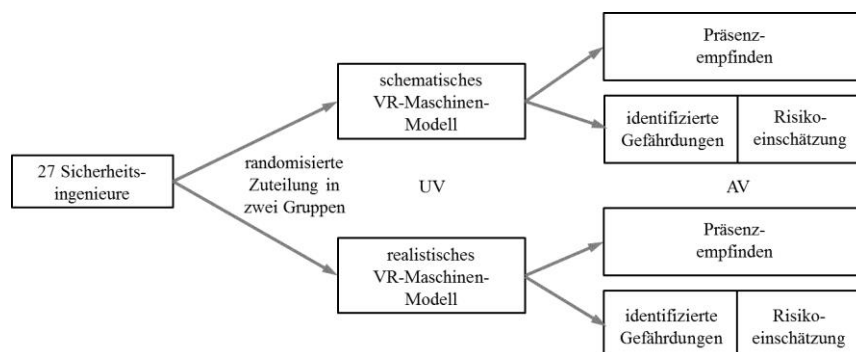 Präsenz-
empfinden
schematisches
VR-Maschinen-
Modell
identifizierte
Gefährdungen
Risiko-
einschätzung
27 Sicherheits-
ingenieure
randomisierte
Zuteilung in
zwei Gruppen
UV
AV
Präsenz-
empfinden
realistisches
VR-Maschinen-
Modell
identifizierte
Gefährdungen
Risiko-
einschätzung